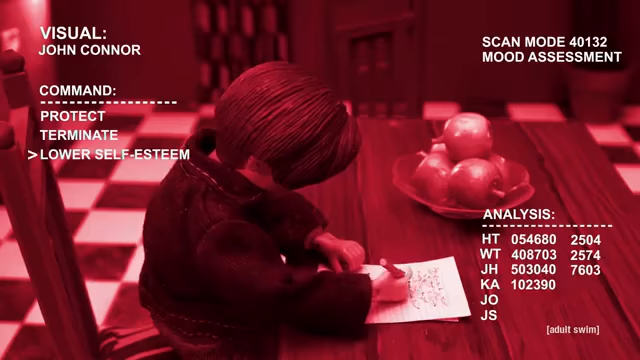 VISUAL:
JOHN CONNOR
SCAN MODE 40132
MOOD ASSESSMENT
COMMAND:
PROTECT
TERMINATE
>LOWER SELF-ESTEEM
ANALYSIS:
HT 054680 2504
WT 408703 2574
JH 503040 7603
KA 102390
JO
JS
[adult swim]